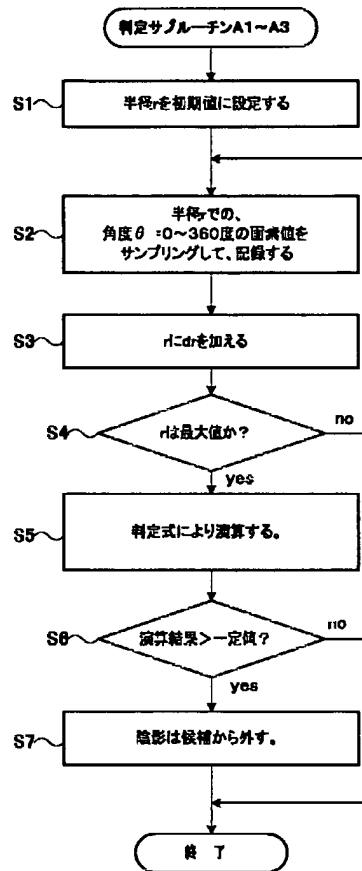 判定サブルーチンA1～A3
S1
半径rを初期値に設定する
S2
半径rでの、
角度θ =0～360度の画素値を
サンプリングして、記録する
S3
rにdrを加える
S4
rは最大値か？
no
yes
S5
判定式により演算する。
S6
演算結果＞一定値？
no
yes
S7
陰影は候補から外す。
終 了